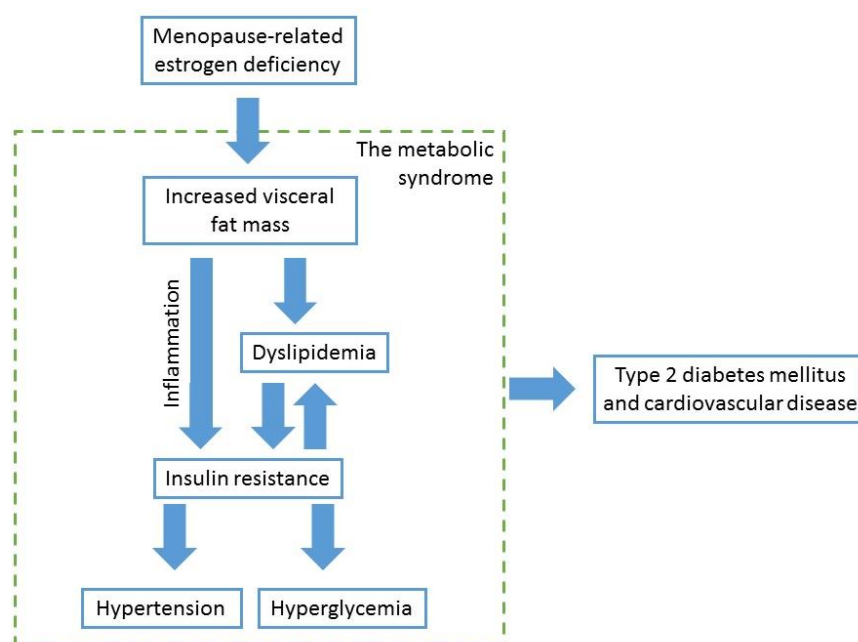 Menopause-related
estrogen deficiency
The metabolic
syndrome
Increased visceral
fat mass
Inflammation
Dyslipidemia
Type 2 diabetes mellitus
and cardiovascular disease
Insulin resistance
Hypertension
Hyperglycemia